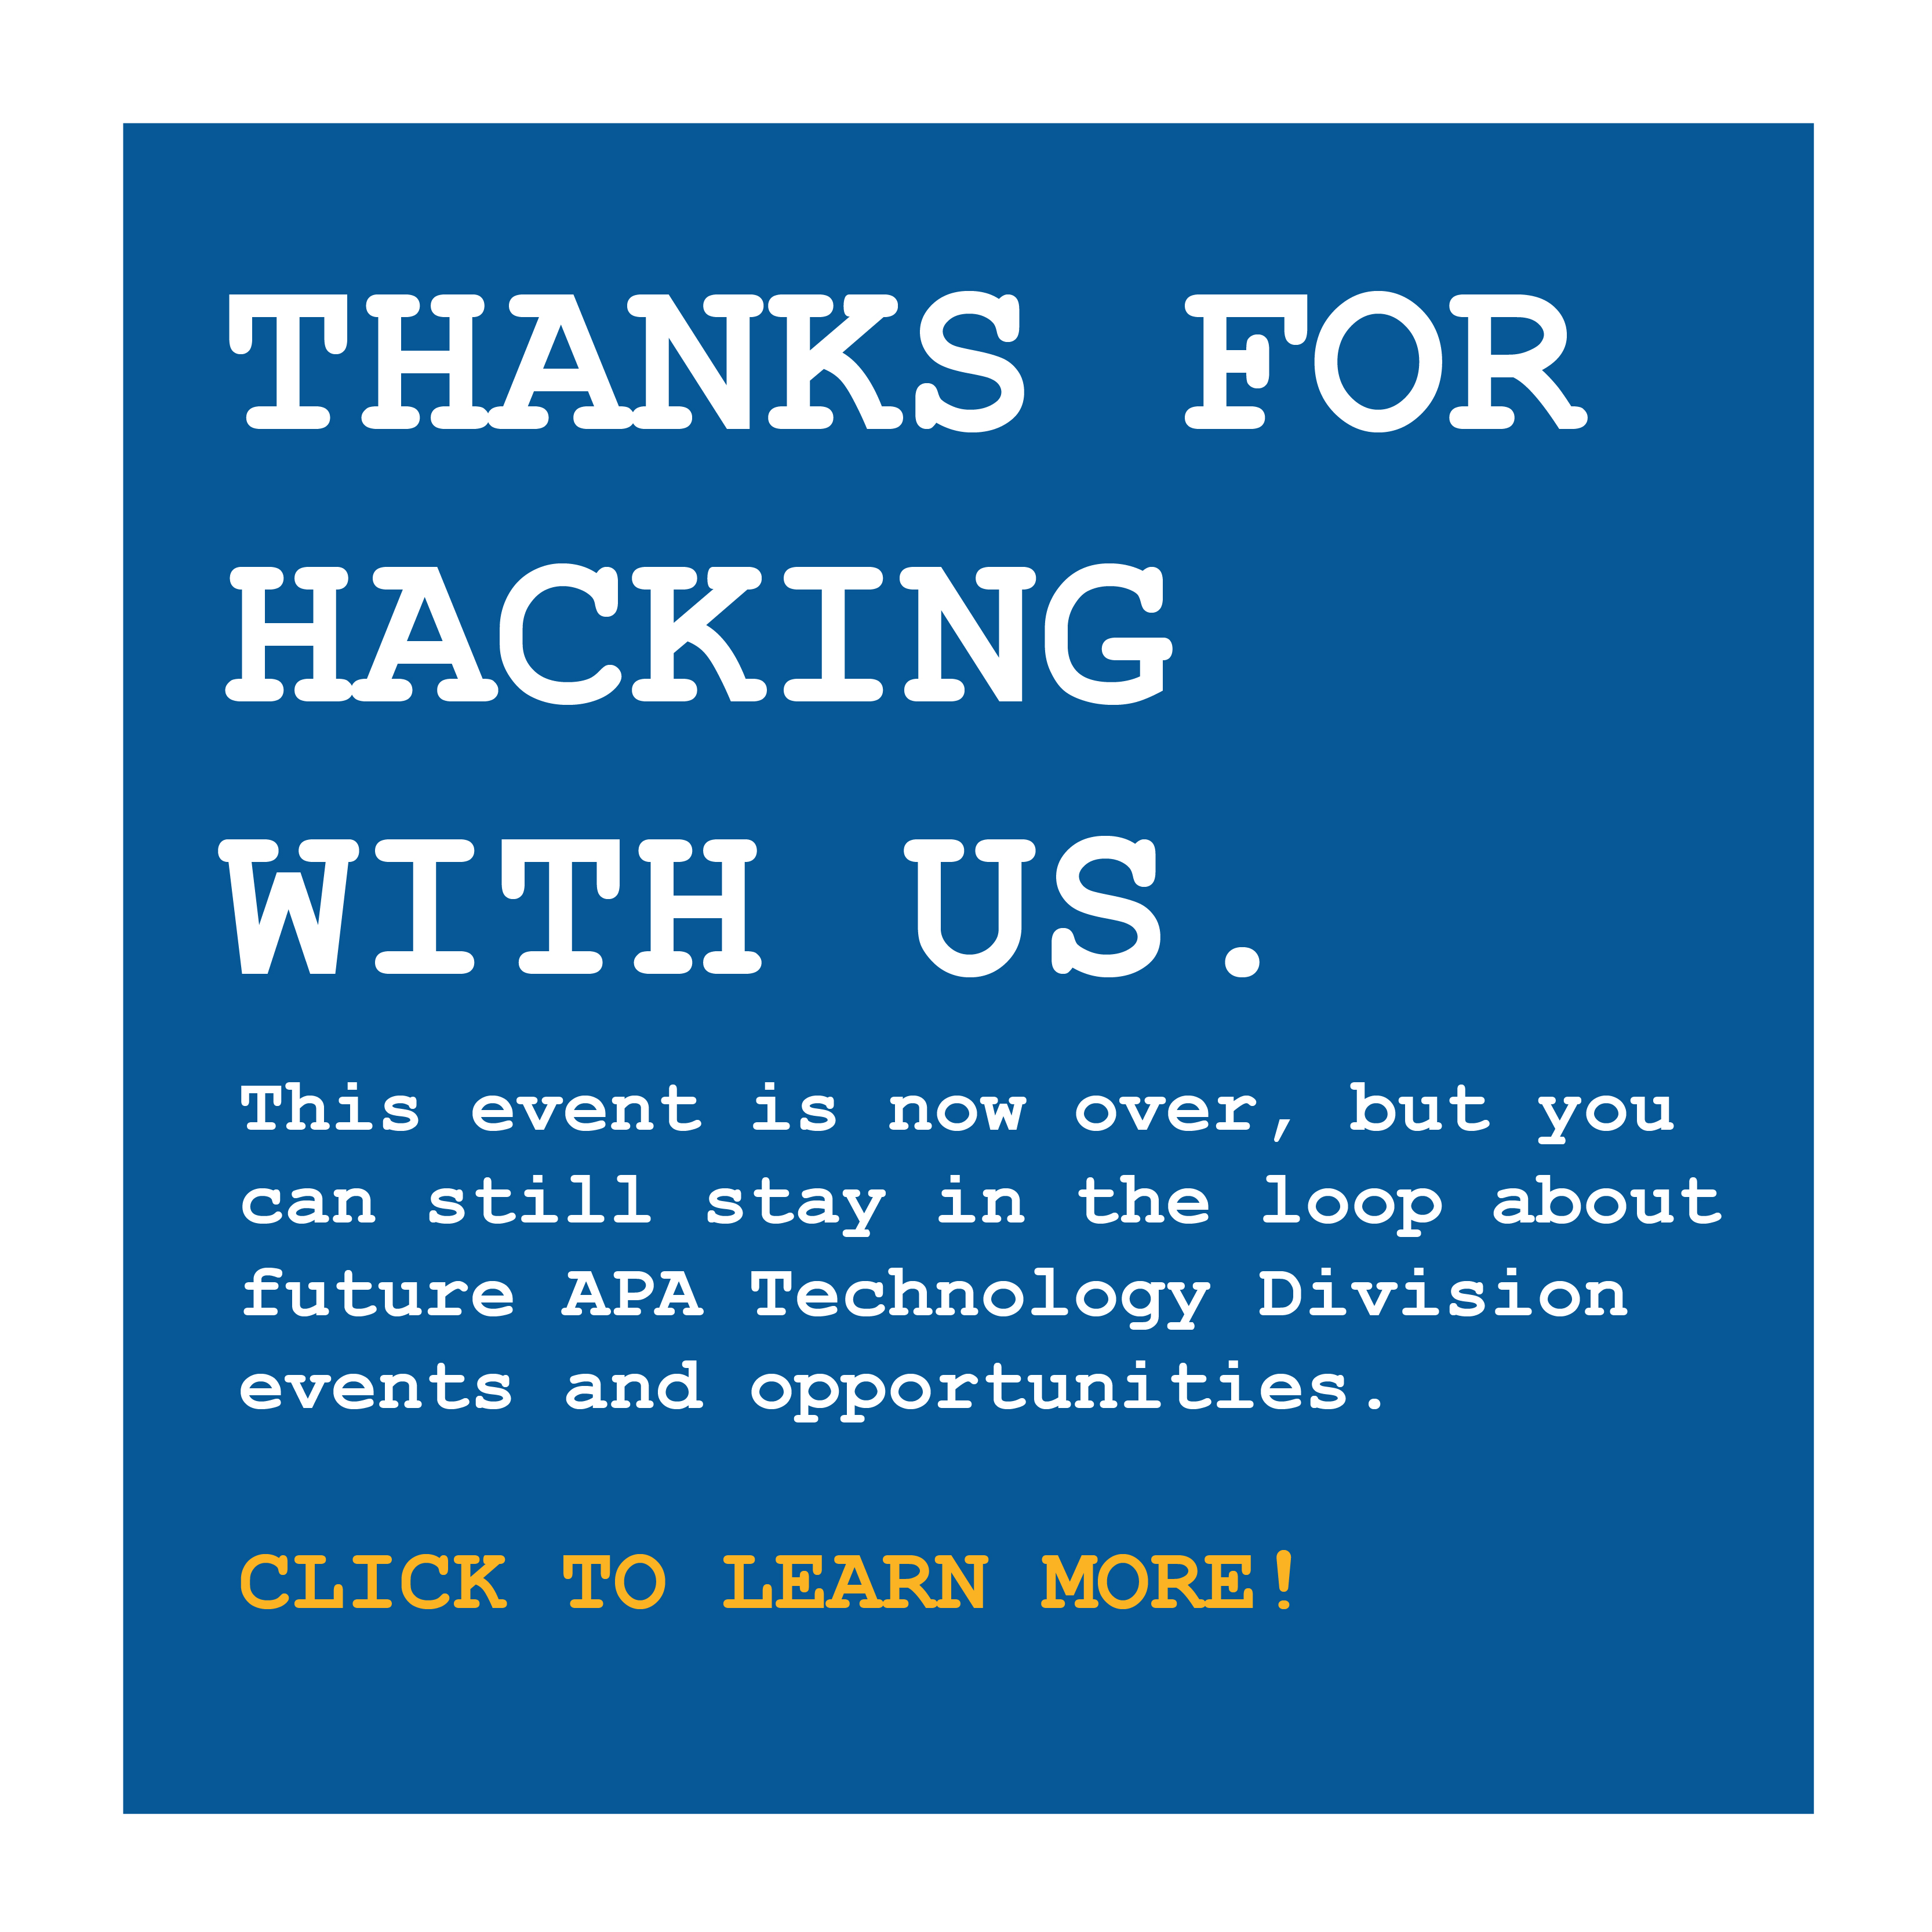 THANKS FOR
HACKING
WITH US.
This event is now over, but you
can still stay in the loop about
future APA Technology Division
events and opportunities.
CLICK TO LEARN MORE!